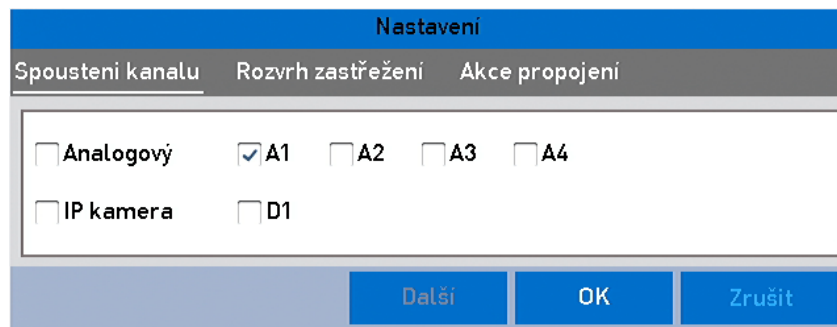 Nastavení
Spousteni kanalu Rozvrh zastřežení Akce propojení
Analogový A1 A2 A3 A4
IP kamera D1
Další OK Zrušit